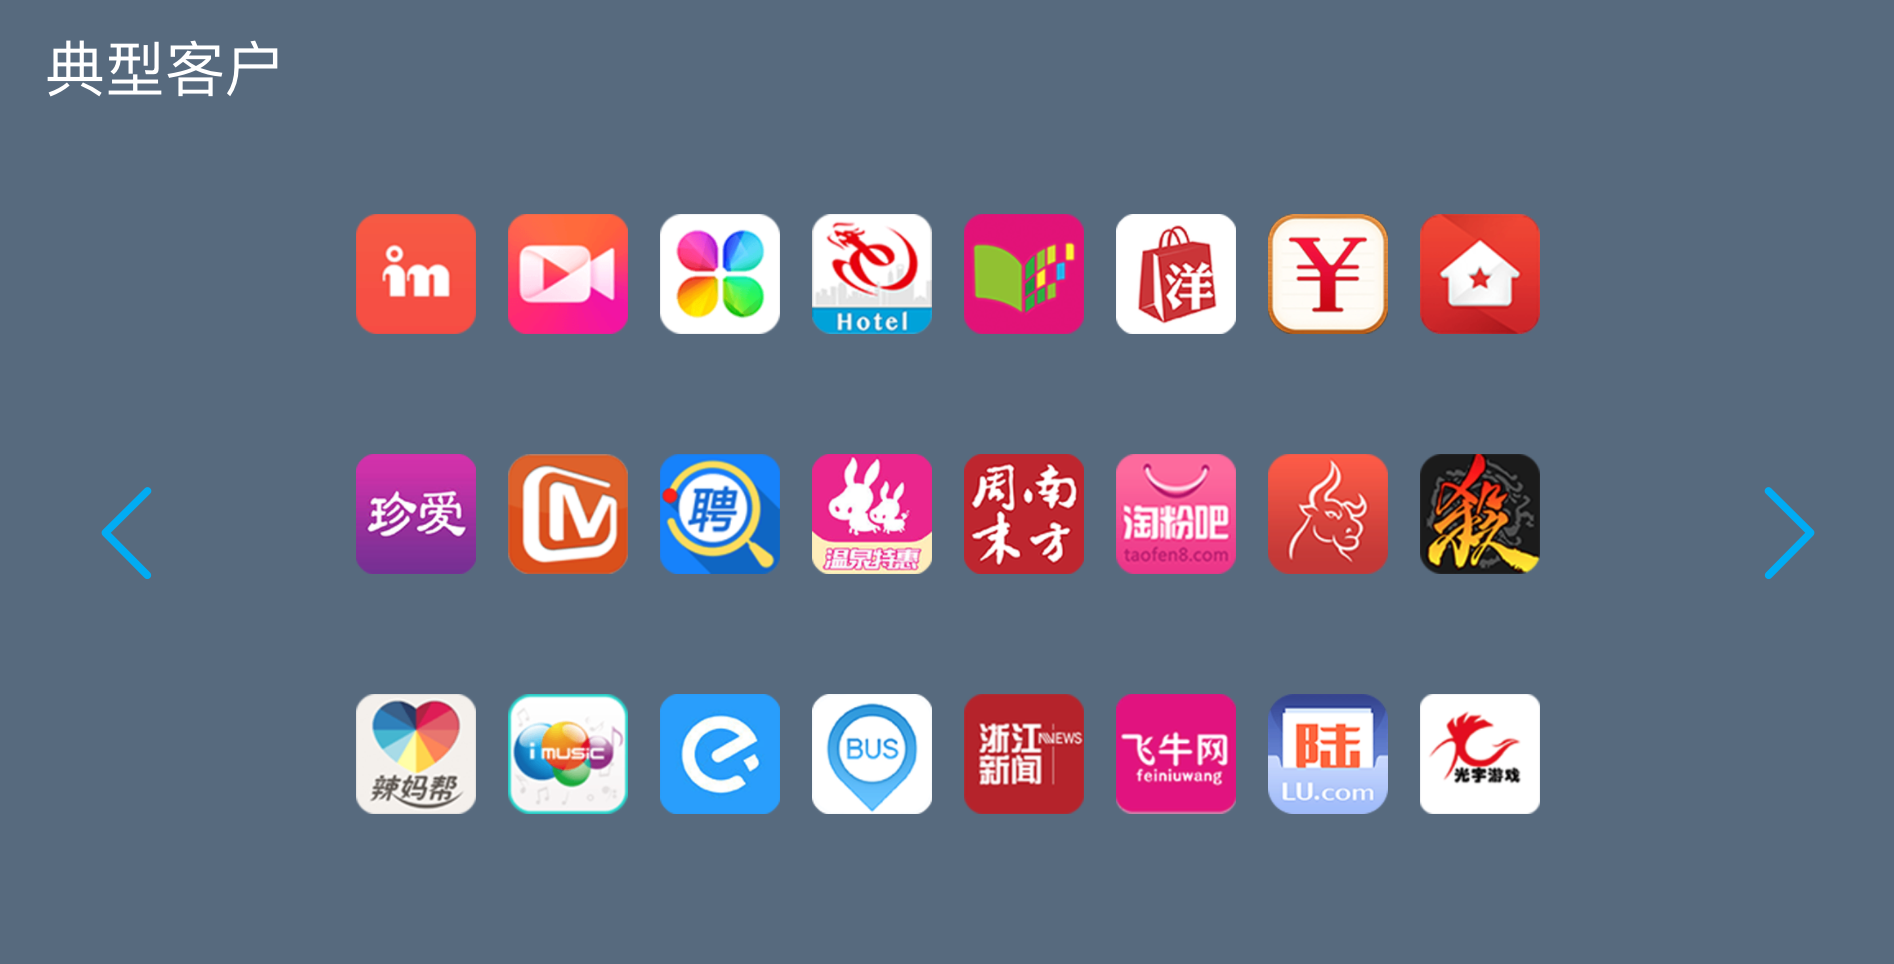 典型客户
im
Hotel
洋
¥
珍爱
聘
温泉特惠
周·南
末方
淘粉吧
taofen8.com
殺
辣妈帮
i music
BUS
浙江 NEWS
新闻
飞牛网
feiniuwang
陆
LU.com
光宇游戏